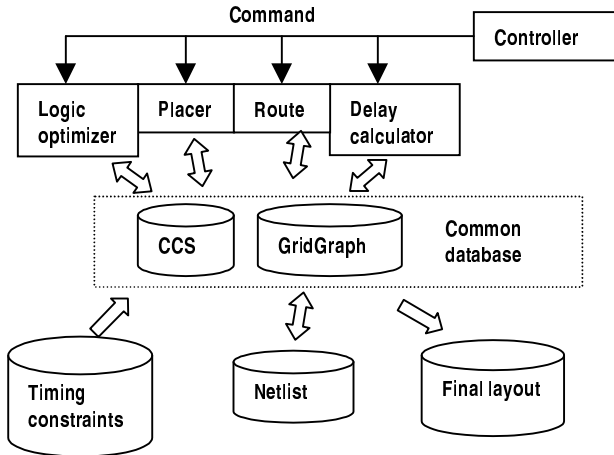 Command
Controller
Logic
optimizer
Placer
Route
Delay
calculator
CCS
GridGraph
Common
database
Timing
constraints
Netlist
Final layout